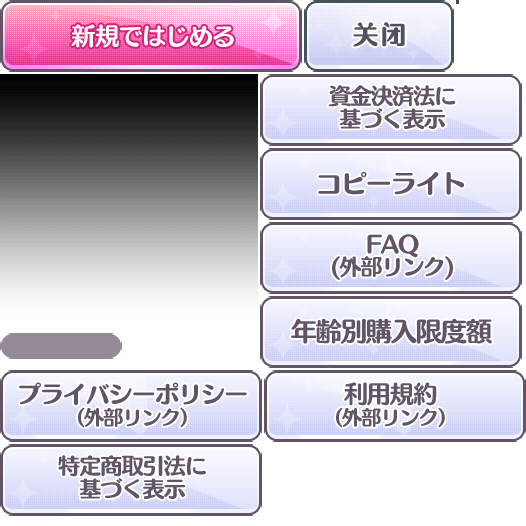 新規ではじめる
关闭
資金決済法に
基づく表示
コピーライト
FAQ
(外部リンク)
年齢別購入限度額
プライバシーポリシー
(外部リンク)
利用規約
(外部リンク)
特定商取引法に
基づく表示